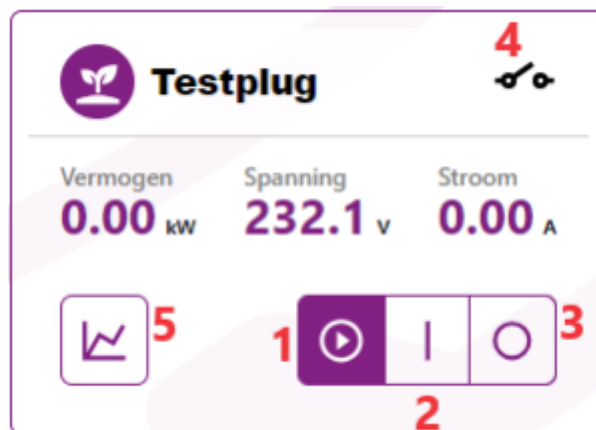 4
Testplug
Vermogen Spanning Stroom
0.00 kW 232.1 V 0.00 A
5 1 3
2